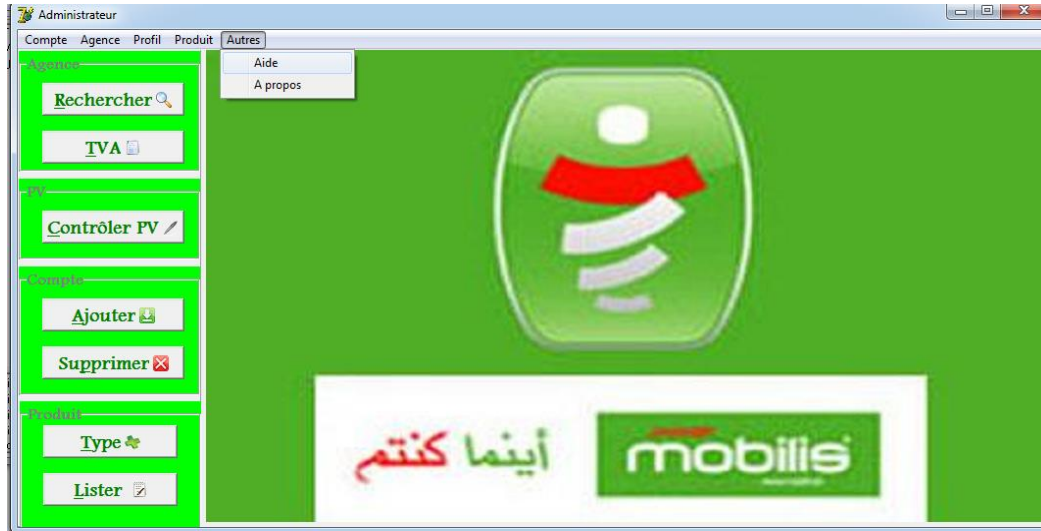 Administrateur
Compte Agence Profil Produit Autres
Aide
A propos
Agence
Rechercher
TVA
PV
Contrôler PV
Compte
Ajouter
Supprimer
Produit
Type
Lister
أينما كنتم
mobilis